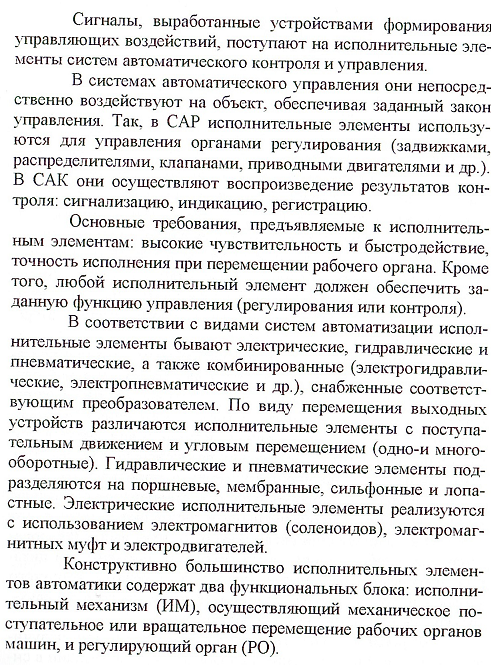 Сигналы, выработанные устройствами формирования
управляющих воздействий, поступают на исполнительные эле-
менты систем автоматического контроля и управления.
В системах автоматического управления они непосред-
ственно воздействуют на объект, обеспечивая заданный закон
управления. Так, в САР исполнительные элементы использу-
ются для управления органами регулирования (задвижками,
распределителями, клапанами, приводными двигателями и др.).
В САК они осуществляют воспроизведение результатов кон-
троля: сигнализацию, индикацию, регистрацию.
Основные требования, предъявляемые к исполнитель-
ным элементам: высокие чувствительность и быстродействие,
точность исполнения при перемещении рабочего органа. Кроме
того, любой исполнительный элемент должен обеспечить за-
данную функцию управления (регулирования или контроля).
В соответствии с видами систем автоматизации испол-
нительные элементы бывают электрические, гидравлические и
пневматические, а также комбинированные (электрогидравли-
ческие, электропневматические и др.), снабженные соответст-
вующим преобразователем. По виду перемещения выходных
устройств различаются исполнительные элементы с поступа-
тельным движением и угловым перемещением (одно-и много-
оборотные). Гидравлические и пневматические элементы под-
разделяются на поршневые, мембранные, сильфонные и лопа-
стные. Электрические исполнительные элементы реализуются
с использованием электромагнитов (соленоидов), электромаг-
нитных муфт и электродвигателей.
Конструктивно большинство исполнительных элемен-
тов автоматики содержат два функциональных блока: исполни-
тельный механизм (ИМ), осуществляющий механическое по-
ступательное или вращательное перемещение рабочих органов
машин, и регулирующий орган (РО).